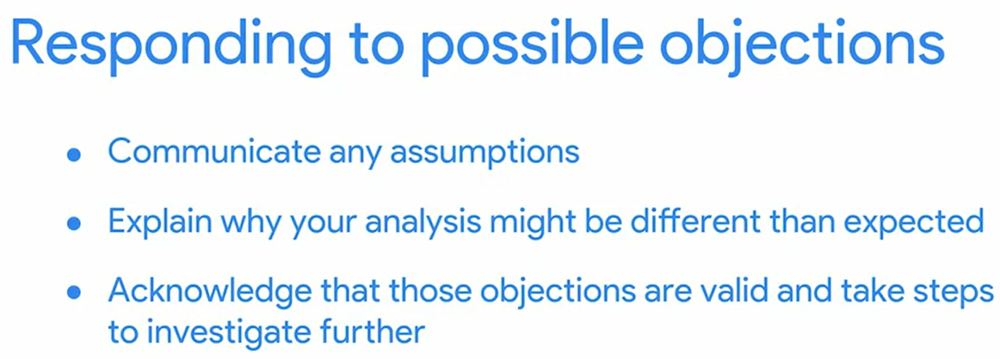 Responding to possible objections
● Communicate any assumptions
● Explain why your analysis might be different than expected
● Acknowledge that those objections are valid and take steps
to investigate further